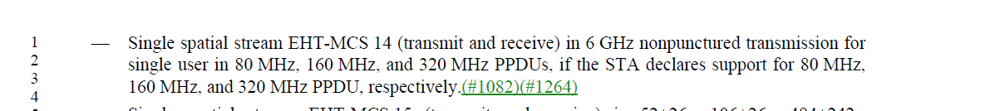 1 — Single spatial stream EHT-MCS 14 (transmit and receive) in 6 GHz nonpunctured transmission for
2 single user in 80 MHz, 160 MHz, and 320 MHz PPDUs, if the STA declares support for 80 MHz,
3 160 MHz, and 320 MHz PPDU, respectively.(#1082)(#1264)
4